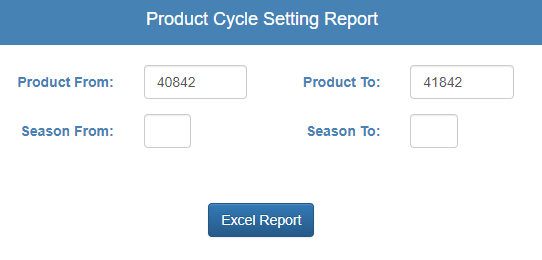 Product Cycle Setting Report
Product From: 40842 Product To: 41842
Season From: Season To:
Excel Report